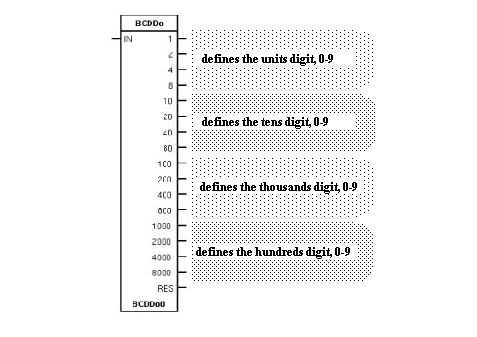 BCDDo
IN 1
2
4
8
defines the units digit, 0-9
10
20
40
80
defines the tens digit, 0-9
100
200
400
800
defines the thousands digit, 0-9
1000
2000
4000
8000
defines the hundreds digit, 0-9
RES
BCDDo0